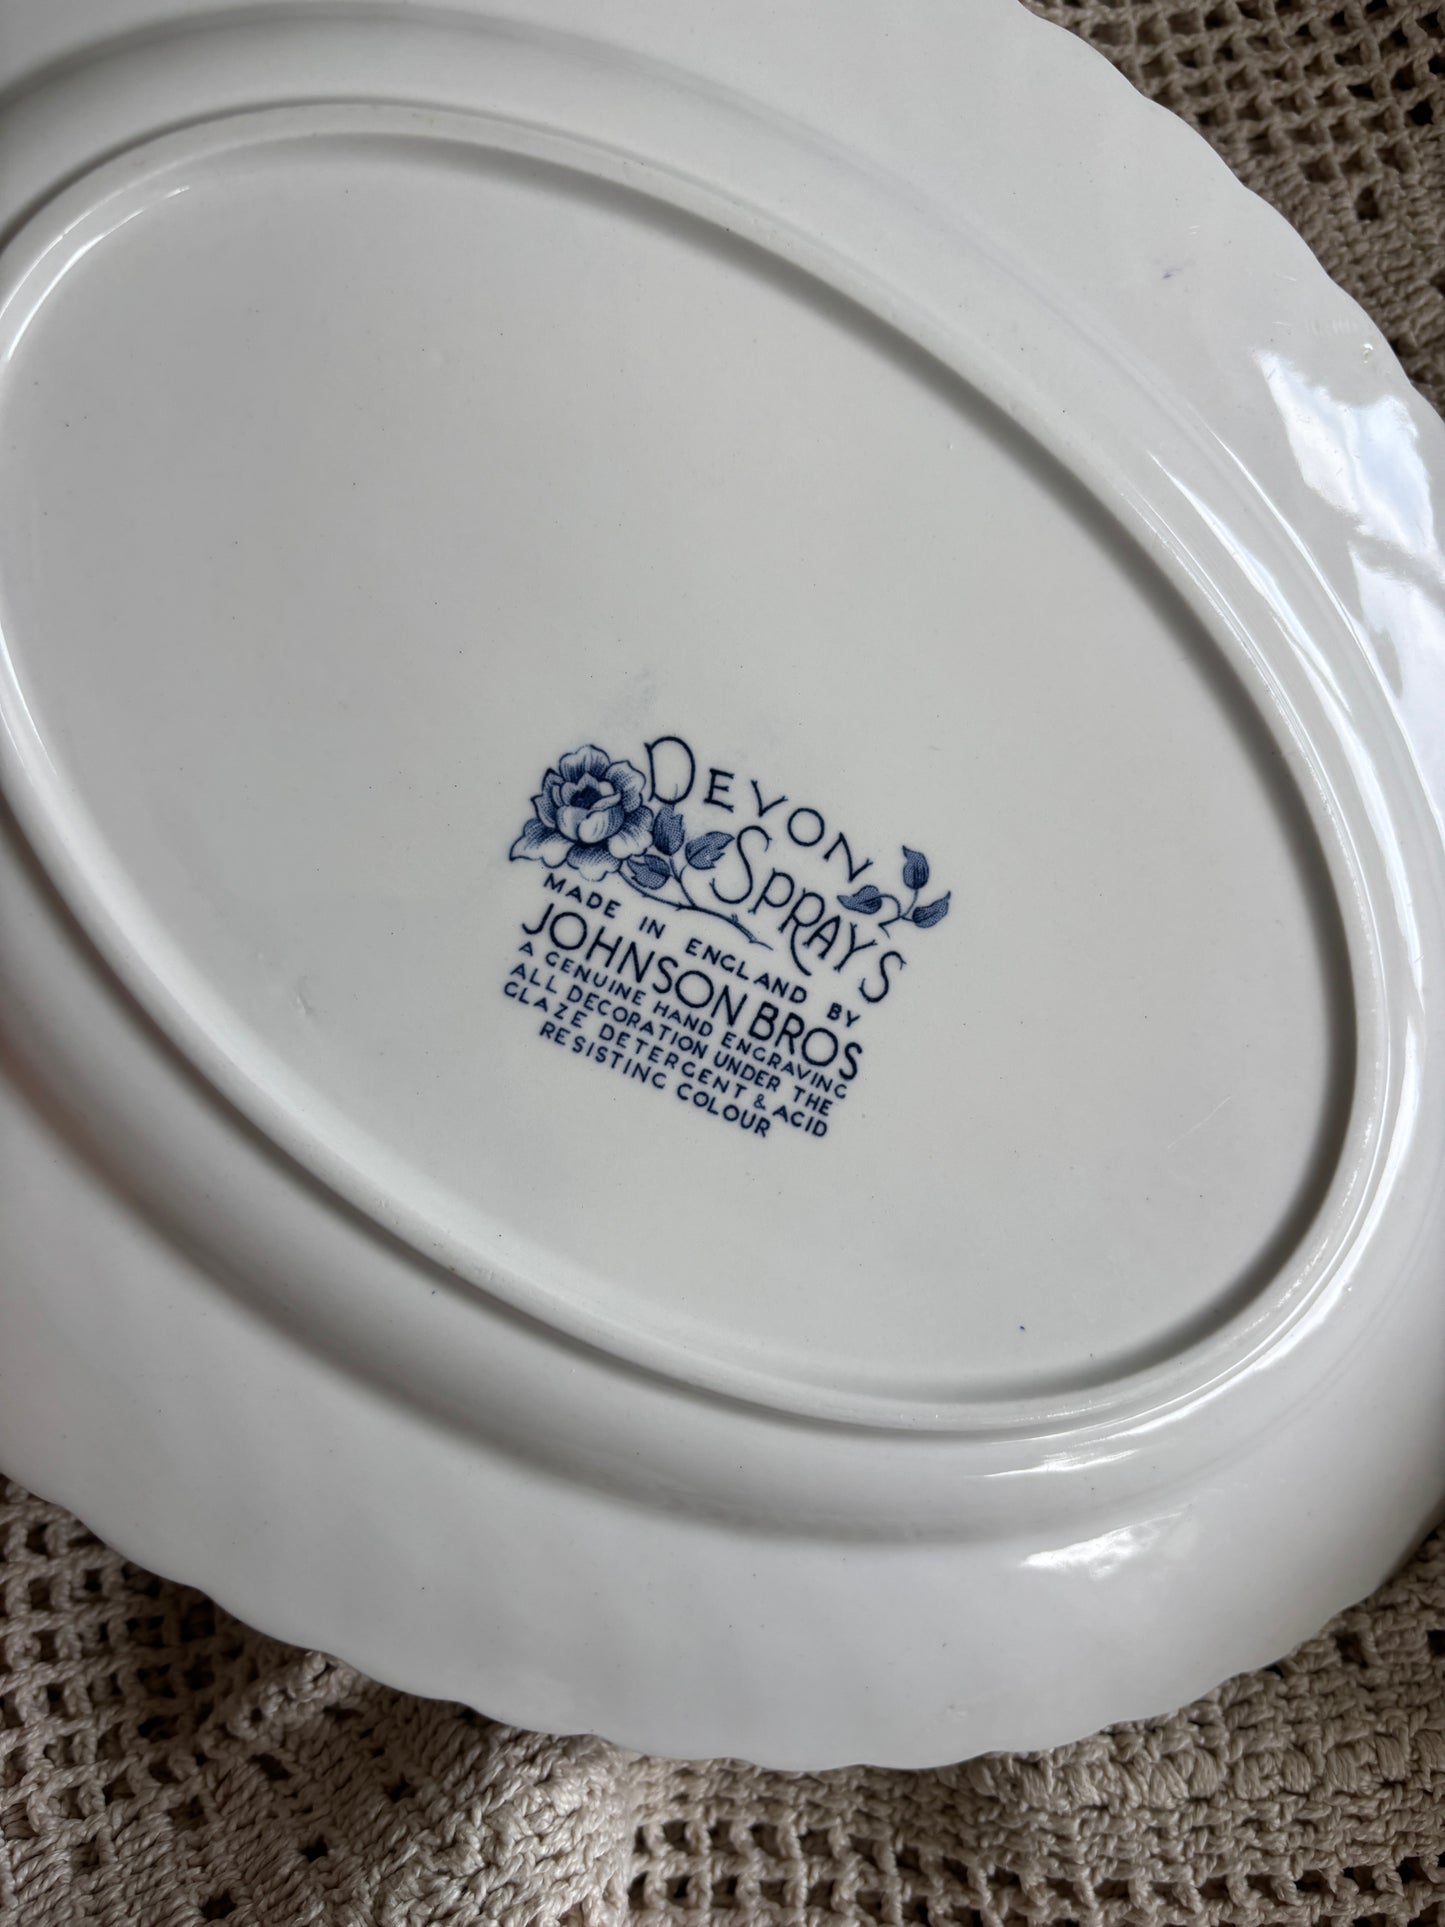 DEVON
SPRAYS
MADE IN ENGLAND BY
JOHNSON BROS
A GENUINE HAND ENGRAVING
ALL DECORATION UNDER THE
GLAZE DETERGENT & ACID
RESISTING COLOUR